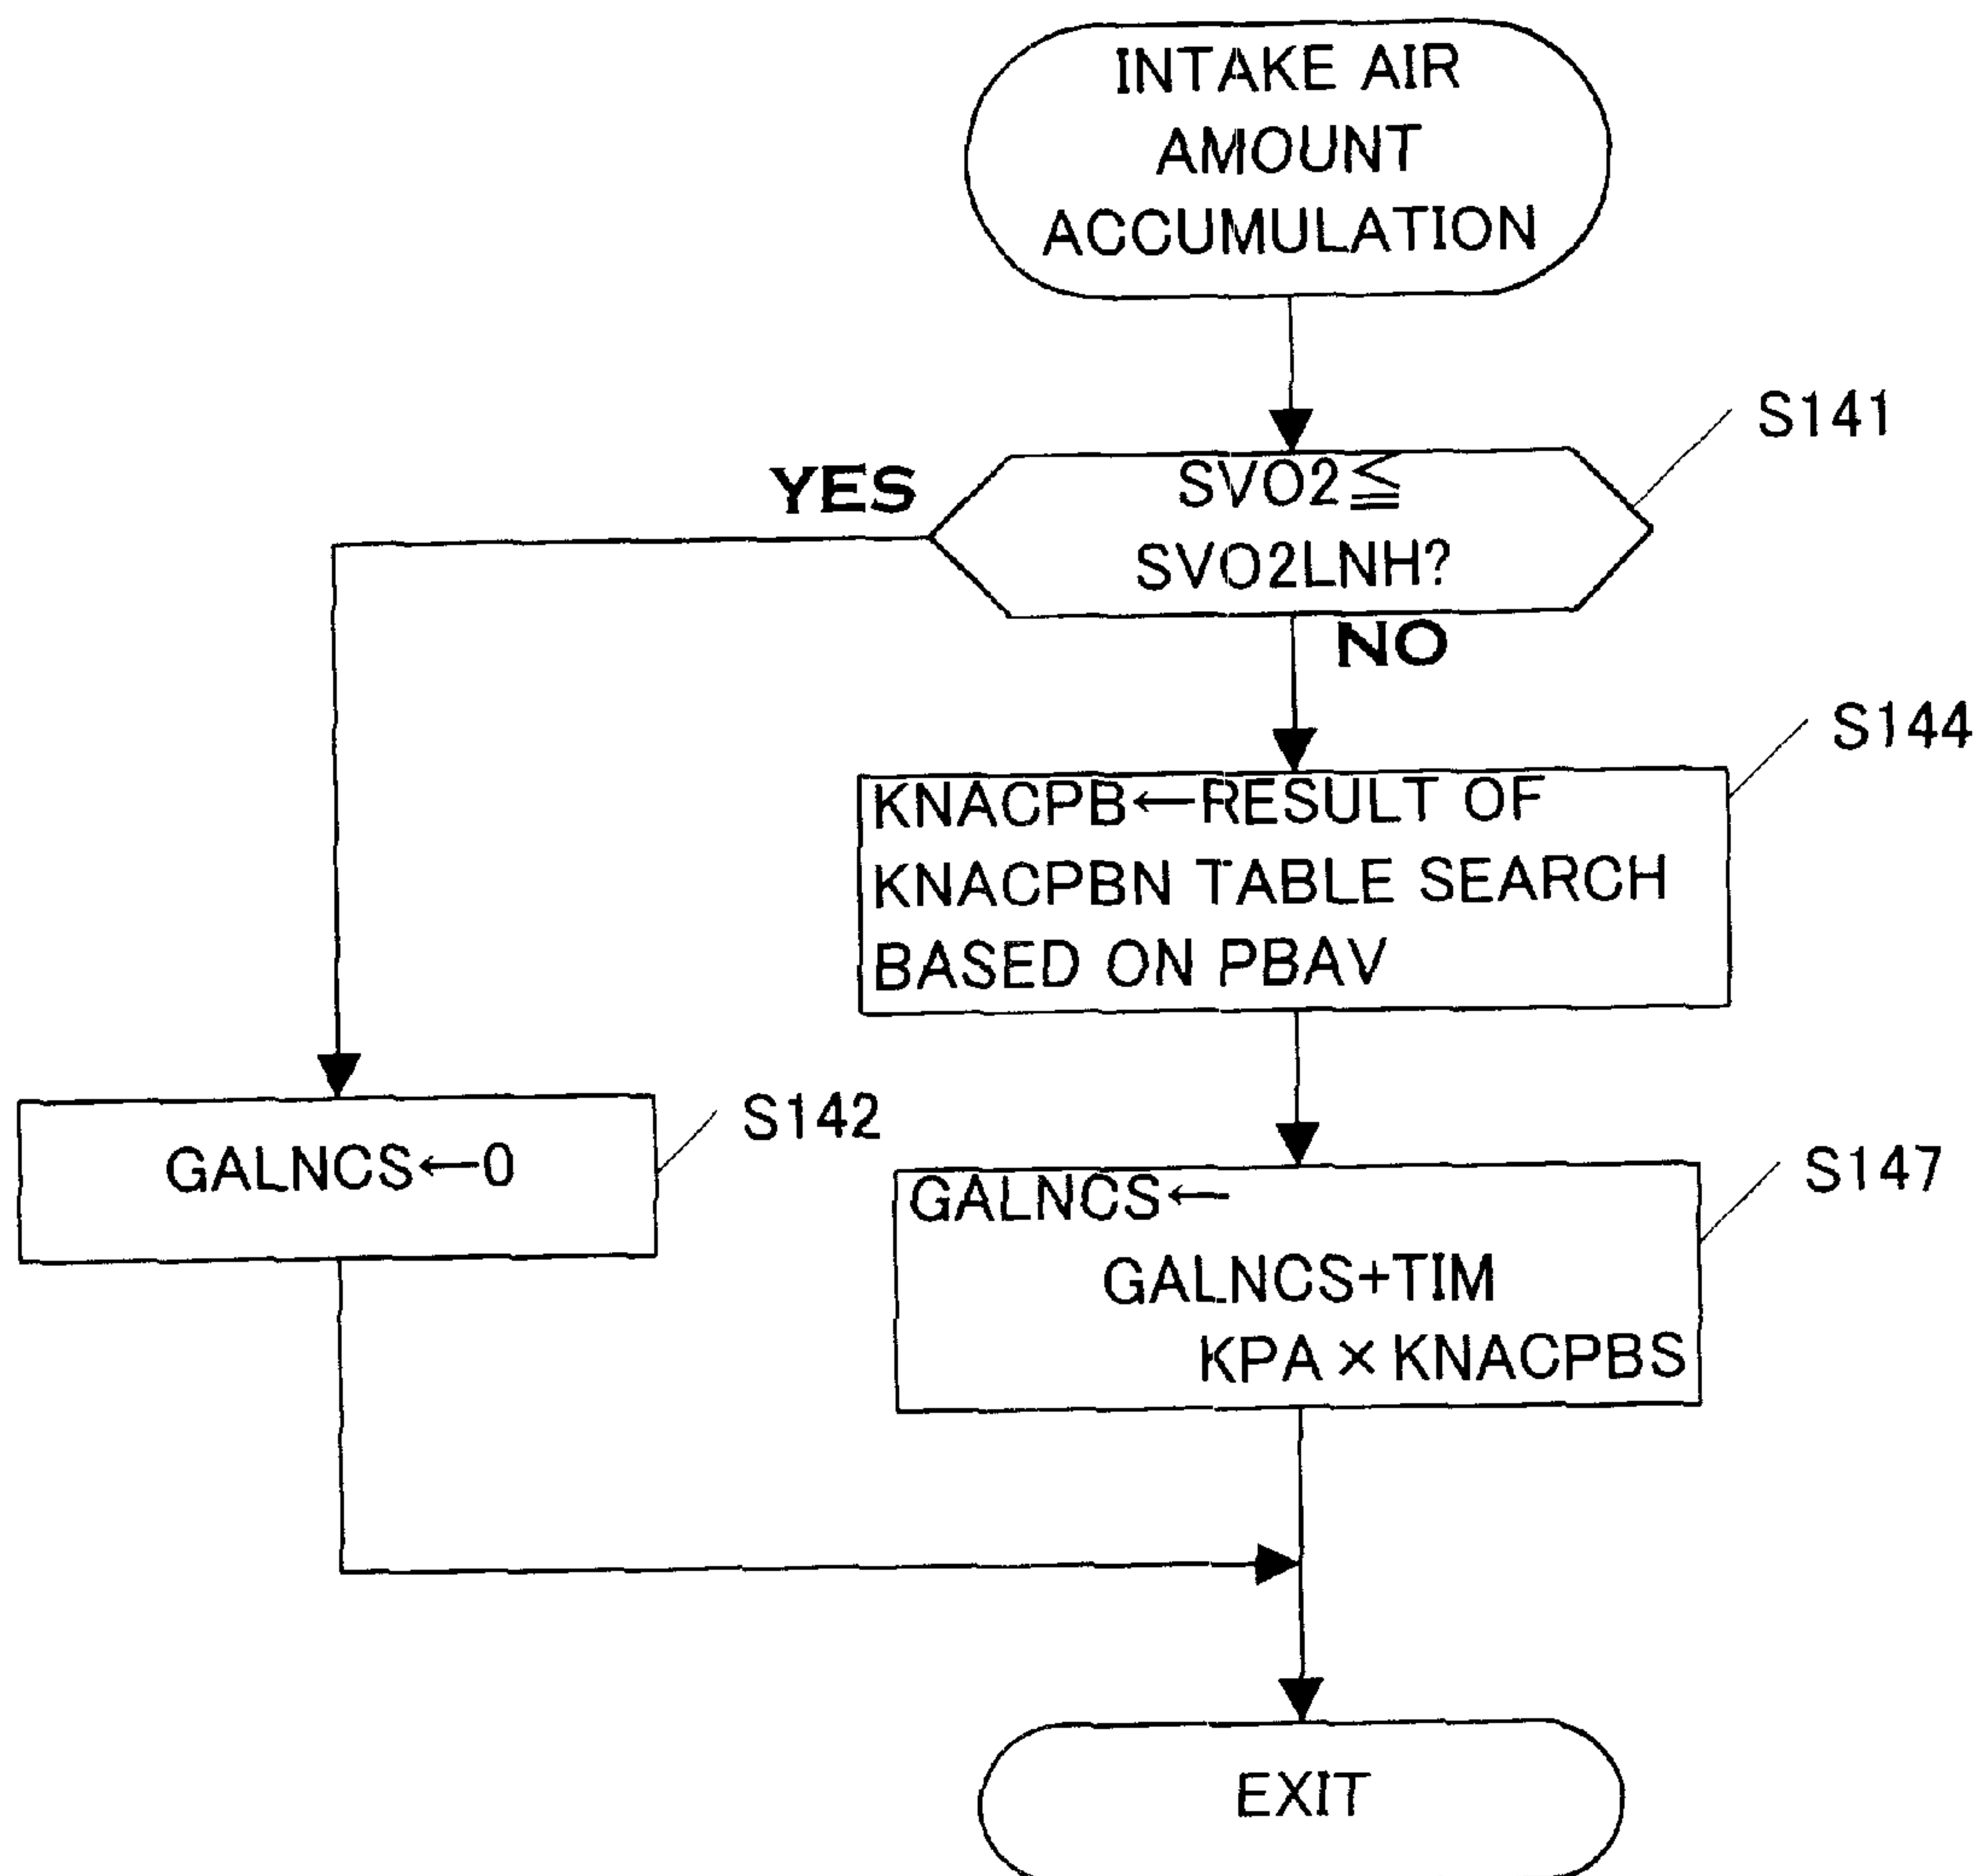 INTAKE AIR
AMOUNT
ACCUMULATION
S141
YES
SVO2≦
SVO2LNH?
NO
S144
KNACPB←RESULT OF
KNACPBN TABLE SEARCH
BASED ON PBAV
S142
GALNCS←0
S147
GALNCS←
GALNCS+TIM
KPA×KNACPBS
EXIT